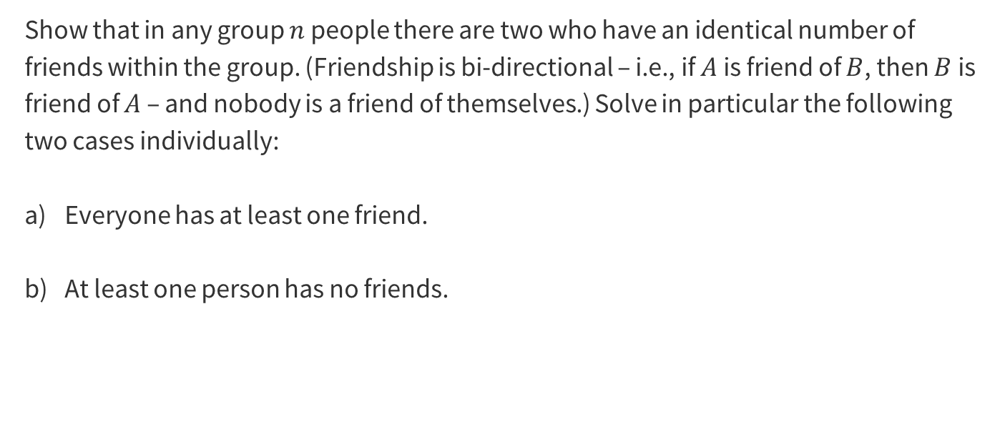 Show that in any group n people there are two who have an identical number of
friends within the group. (Friendship is bi-directional – i.e., if A is friend of B, then B is
friend of A – and nobody is a friend of themselves.) Solve in particular the following
two cases individually:
a) Everyone has at least one friend.
b) At least one person has no friends.